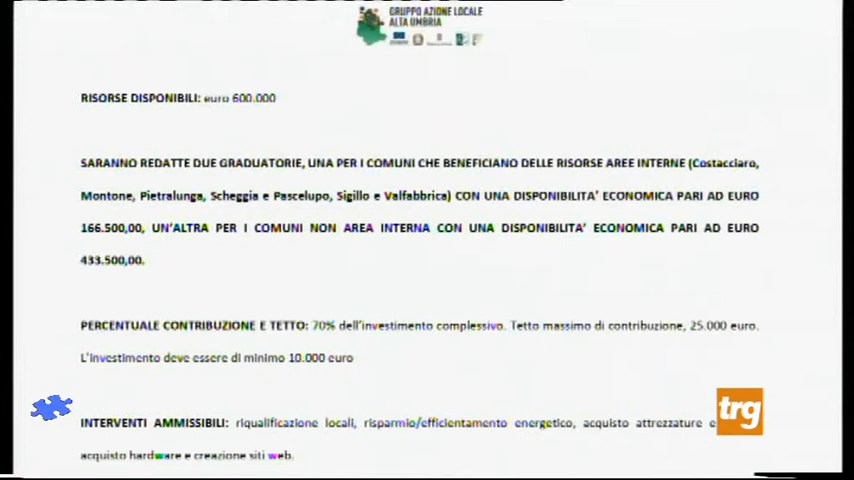 GRUPPO AZIONE LOCALE
ALTA UMBRIA
RISORSE DISPONIBILI: euro 600.000
SARANNO REDATTE DUE GRADUATORIE, UNA PER I COMUNI CHE BENEFICIANO DELLE RISORSE AREE INTERNE (Costacciaro,
Montone, Pietralunga, Scheggia e Pascelupo, Sigillo e Valfabbrica) CON UNA DISPONIBILITA' ECONOMICA PARI AD EURO
166.500,00, UN'ALTRA PER I COMUNI NON AREA INTERNA CON UNA DISPONIBILITA' ECONOMICA PARI AD EURO
433.500,00.
PERCENTUALE CONTRIBUZIONE E TETTO: 70% dell'investimento complessivo. Tetto massimo di contribuzione, 25.000 euro.
L'investimento deve essere di minimo 10.000 euro
INTERVENTI AMMISSIBILI: riqualificazione locali, risparmio/efficientamento energetico, acquisto attrezzature e
trg
acquisto hardware e creazione siti web.